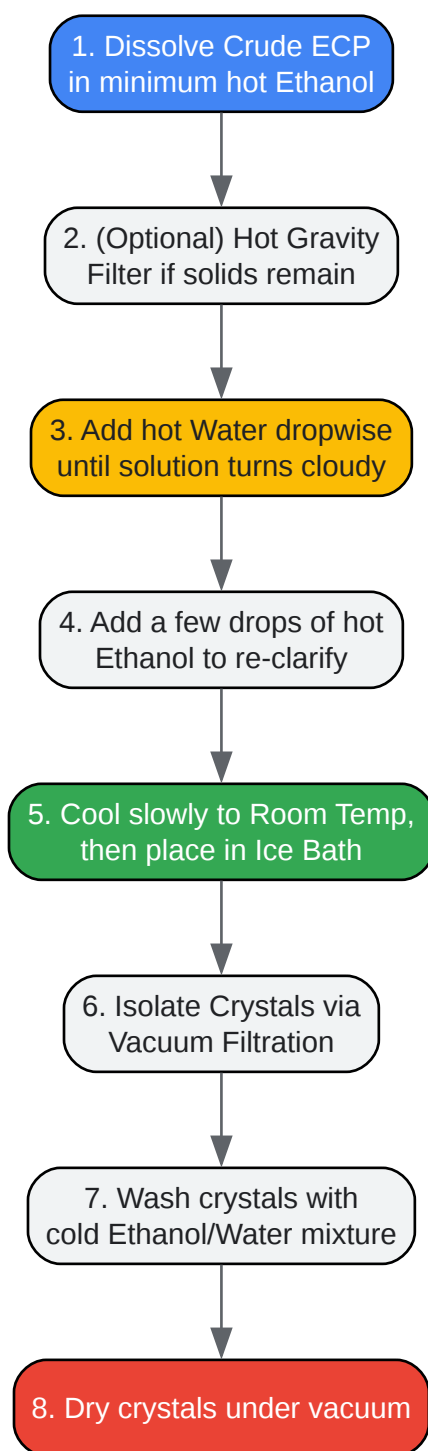 1. Dissolve Crude ECP
in minimum hot Ethanol
2. (Optional) Hot Gravity
Filter if solids remain
3. Add hot Water dropwise
until solution turns cloudy
4. Add a few drops of hot
Ethanol to re-clarify
5. Cool slowly to Room Temp,
then place in Ice Bath
6. Isolate Crystals via
Vacuum Filtration
7. Wash crystals with
cold Ethanol/Water mixture
8. Dry crystals under vacuum